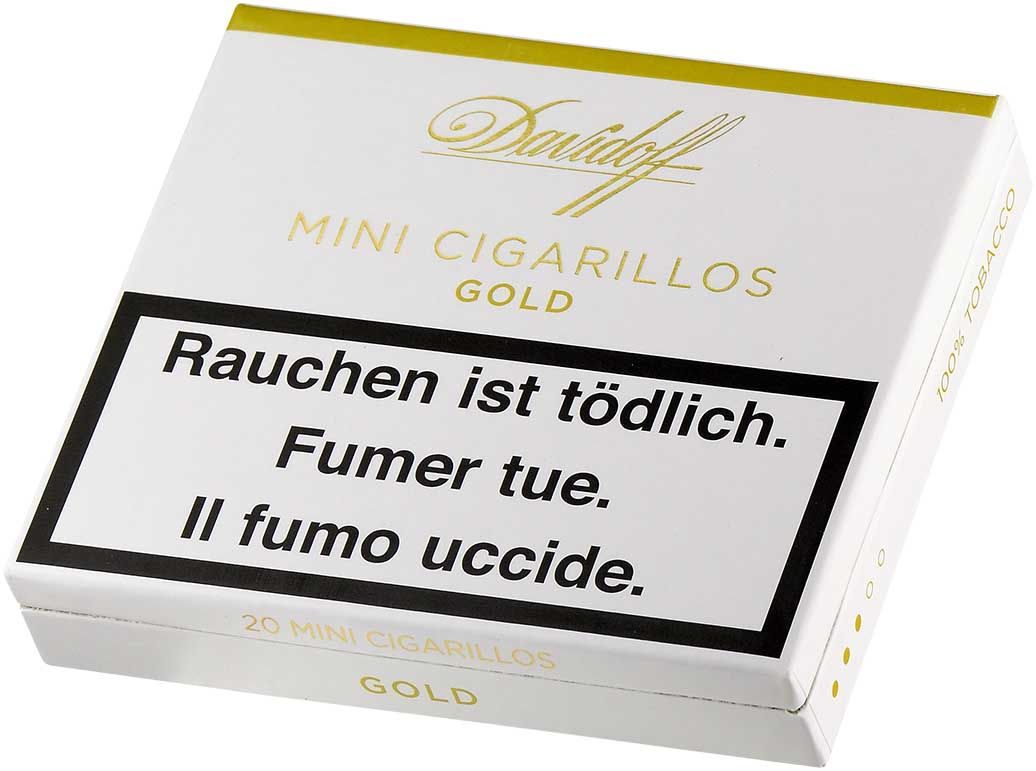 Davidoff
MINI CIGARILLOS
GOLD
Rauchen ist tödlich.
Fumer tue.
Il fumo uccide.
20 MINI CIGARILLOS
GOLD
100% TOBACCO